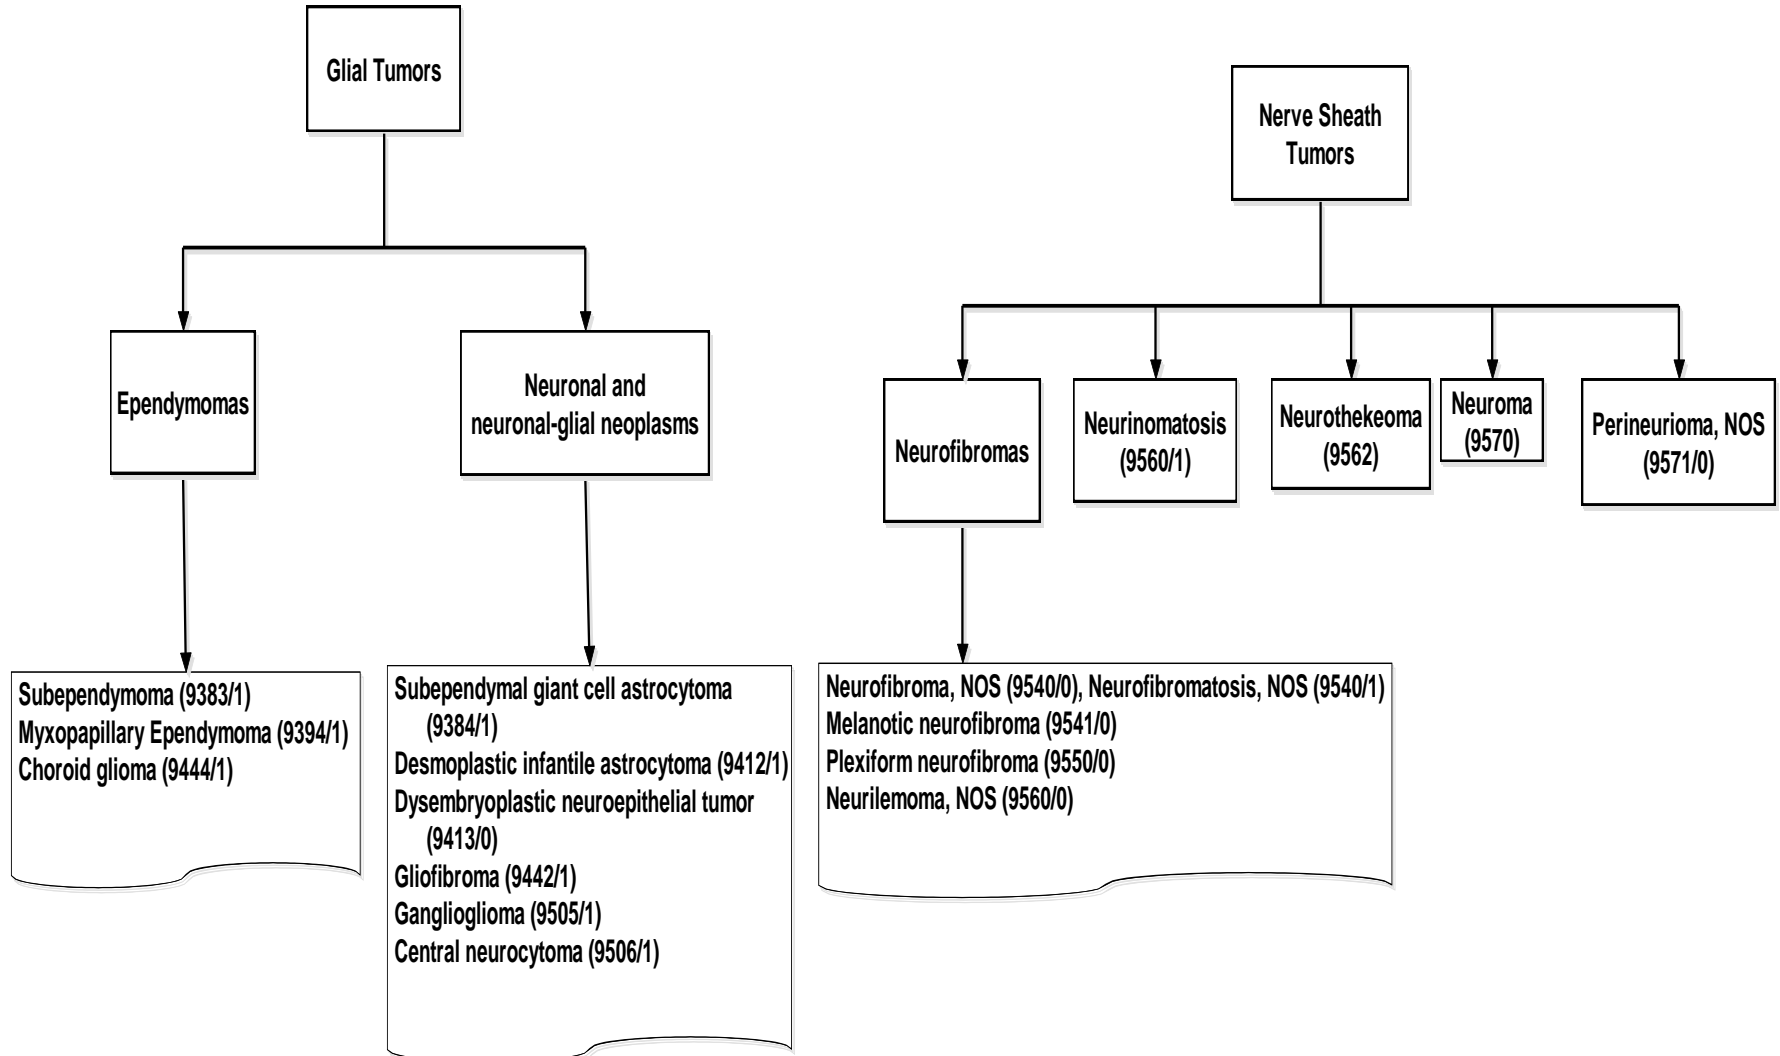 Glial Tumors
Nerve Sheath
Tumors
Ependymomas
Neuronal and
neuronal-glial neoplasms
Neurofibromas
Neurinomatosis
(9560/1)
Neurothekeoma
(9562)
Neuroma
(9570)
Perineurioma, NOS
(9571/0)
Subependymoma (9383/1)
Myxopapillary Ependymoma (9394/1)
Choroid glioma (9444/1)
Subependymal giant cell astrocytoma
(9384/1)
Desmoplastic infantile astrocytoma (9412/1)
Dysembryoplastic neuroepithelial tumor
(9413/0)
Gliofibroma (9442/1)
Ganglioglioma (9505/1)
Central neurocytoma (9506/1)
Neurofibroma, NOS (9540/0), Neurofibromatosis, NOS (9540/1)
Melanotic neurofibroma (9541/0)
Plexiform neurofibroma (9550/0)
Neurilemoma, NOS (9560/0)